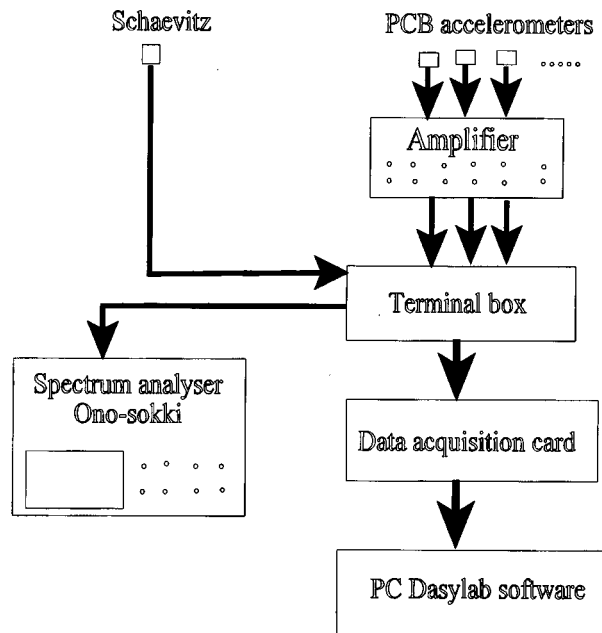 Schaevitz
PCB accelerometers
Amplifier
Terminal box
Spectrum analyser
Ono-sokki
Data acquisition card
PC Dasylab software